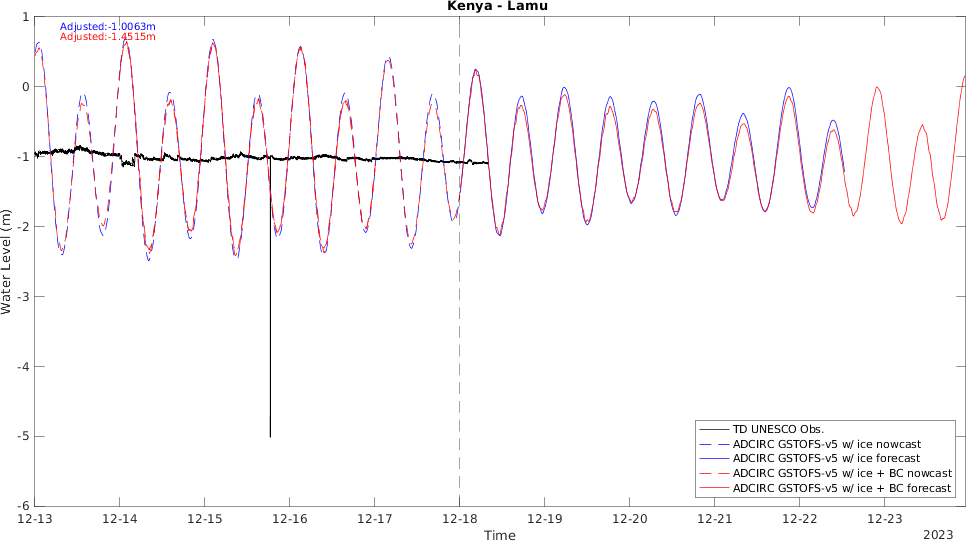 Kenya - Lamu
Adjusted:-1.0063m
Adjusted:-1.4515m
Water Level (m)
1
0
-1
-2
-3
-4
-5
-6
TD UNESCO Obs.
ADCIRC GSTOFS-v5 w/ ice nowcast
ADCIRC GSTOFS-v5 w/ ice forecast
ADCIRC GSTOFS-v5 w/ ice + BC nowcast
ADCIRC GSTOFS-v5 w/ ice + BC forecast
12-13 12-14 12-15 12-16 12-17 12-18 12-19 12-20 12-21 12-22 12-23
Time
2023